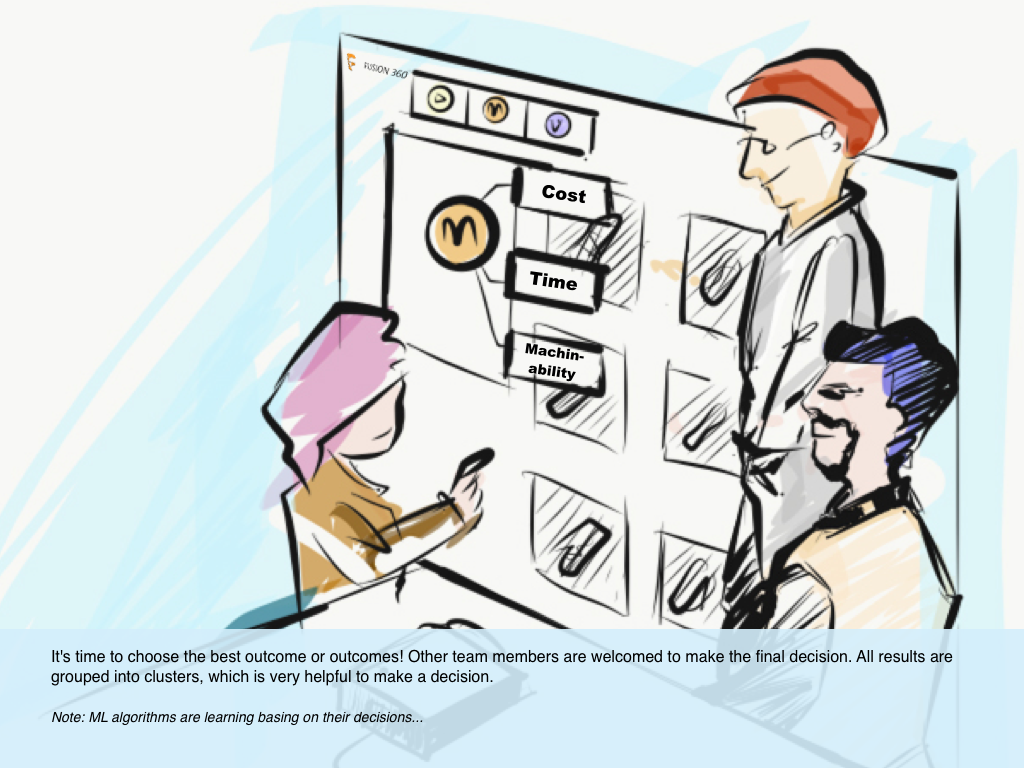 FUSION 360
m
v
m
Cost
Time
Machin-
ability
It's time to choose the best outcome or outcomes! Other team members are welcomed to make the final decision. All results are
grouped into clusters, which is very helpful to make a decision.
Note: ML algorithms are learning basing on their decisions...